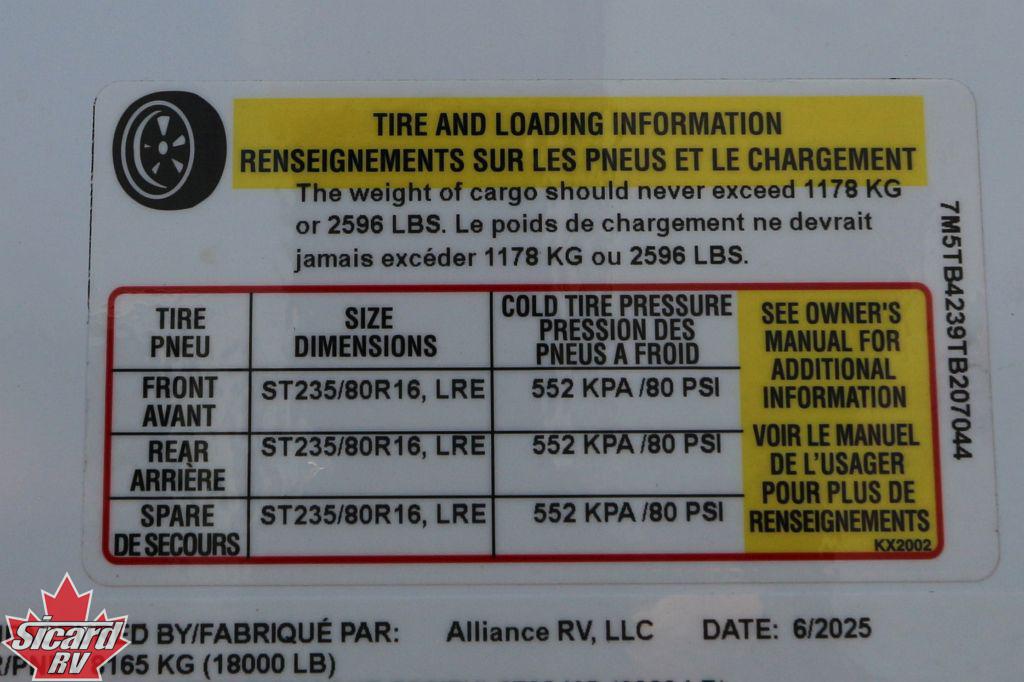 TIRE AND LOADING INFORMATION
RENSEIGNEMENTS SUR LES PNEUS ET LE CHARGEMENT
The weight of cargo should never exceed 1178 KG
or 2596 LBS. Le poids de chargement ne devrait
jamais excéder 1178 KG ou 2596 LBS.
7M5TB4239TB207044
TIRE
PNEU
SIZE
DIMENSIONS
COLD TIRE PRESSURE
PRESSION DES
PNEUS A FROID
FRONT
AVANT
ST235/80R16, LRE
552 KPA /80 PSI
REAR
ARRIÈRE
ST235/80R16, LRE
552 KPA /80 PSI
SPARE
DE SECOURS
ST235/80R16, LRE
552 KPA /80 PSI
SEE OWNER'S
MANUAL FOR
ADDITIONAL
INFORMATION
VOIR LE MANUEL
DE L'USAGER
POUR PLUS DE
RENSEIGNEMENTS
KX2002
BY/FABRIQUÉ PAR: Alliance RV, LLC DATE: 6/2025
KG (18000 LB)
Sicard
RV